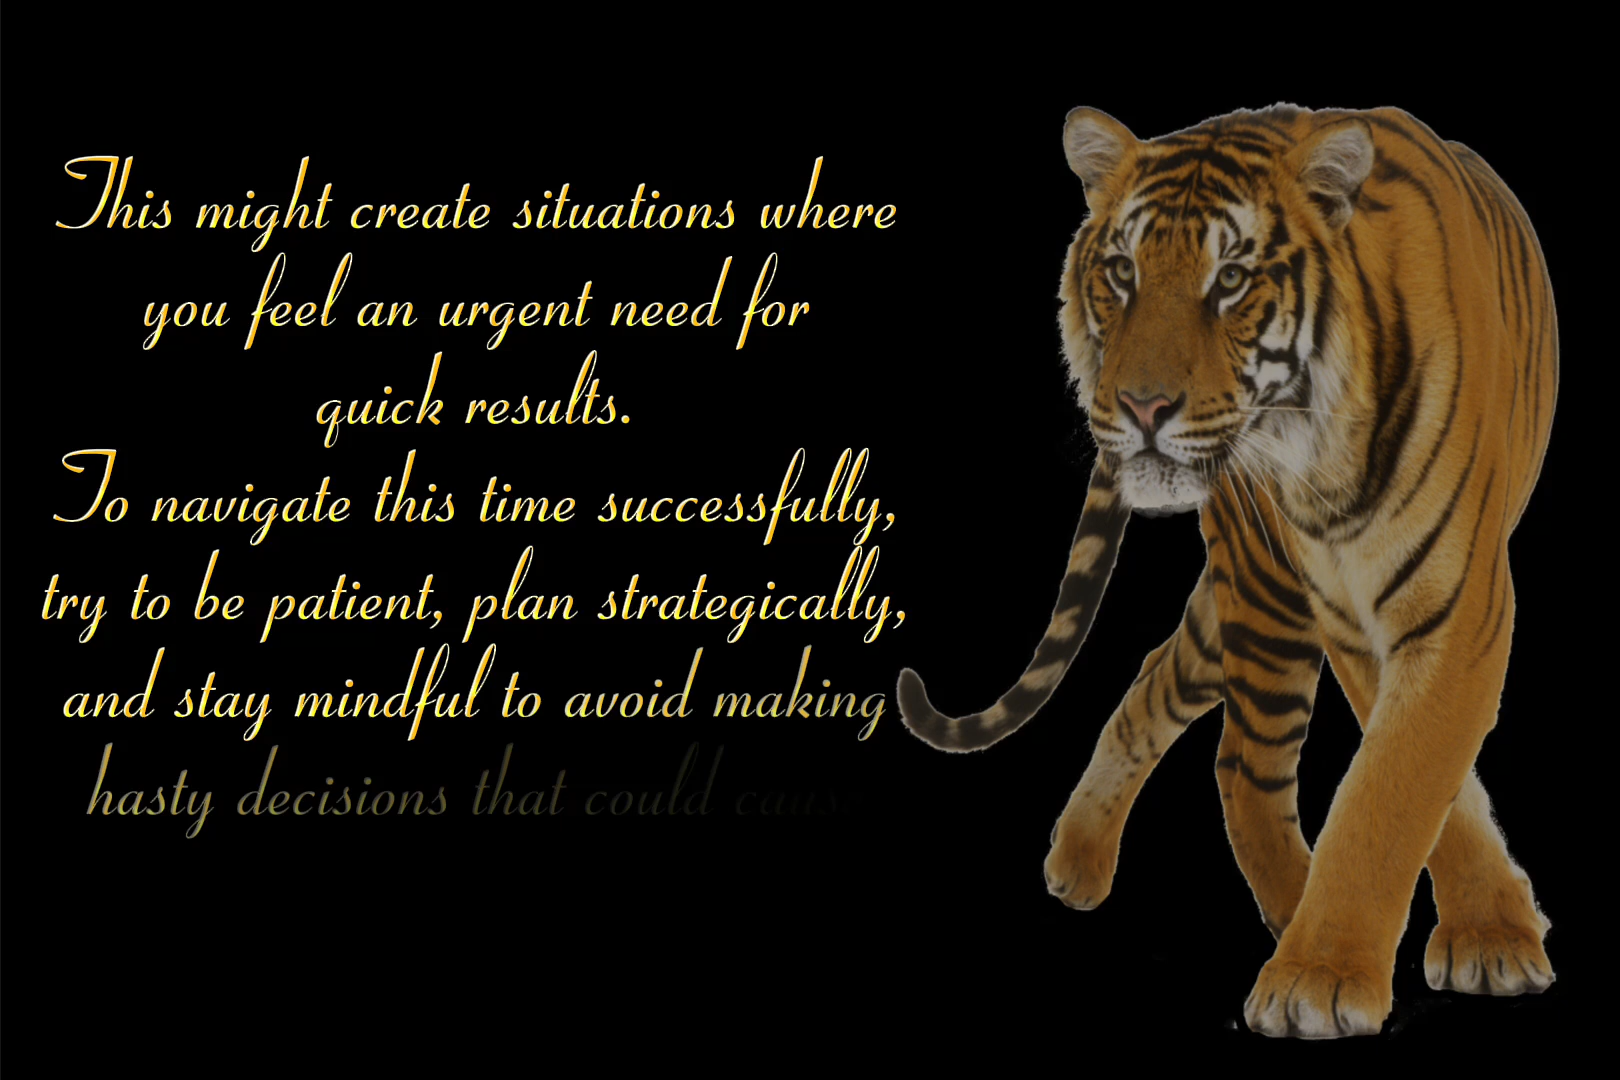 This might create situations where
you feel an urgent need for
quick results.
To navigate this time successfully,
try to be patient, plan strategically,
and stay mindful to avoid making
hasty decisions that could cause